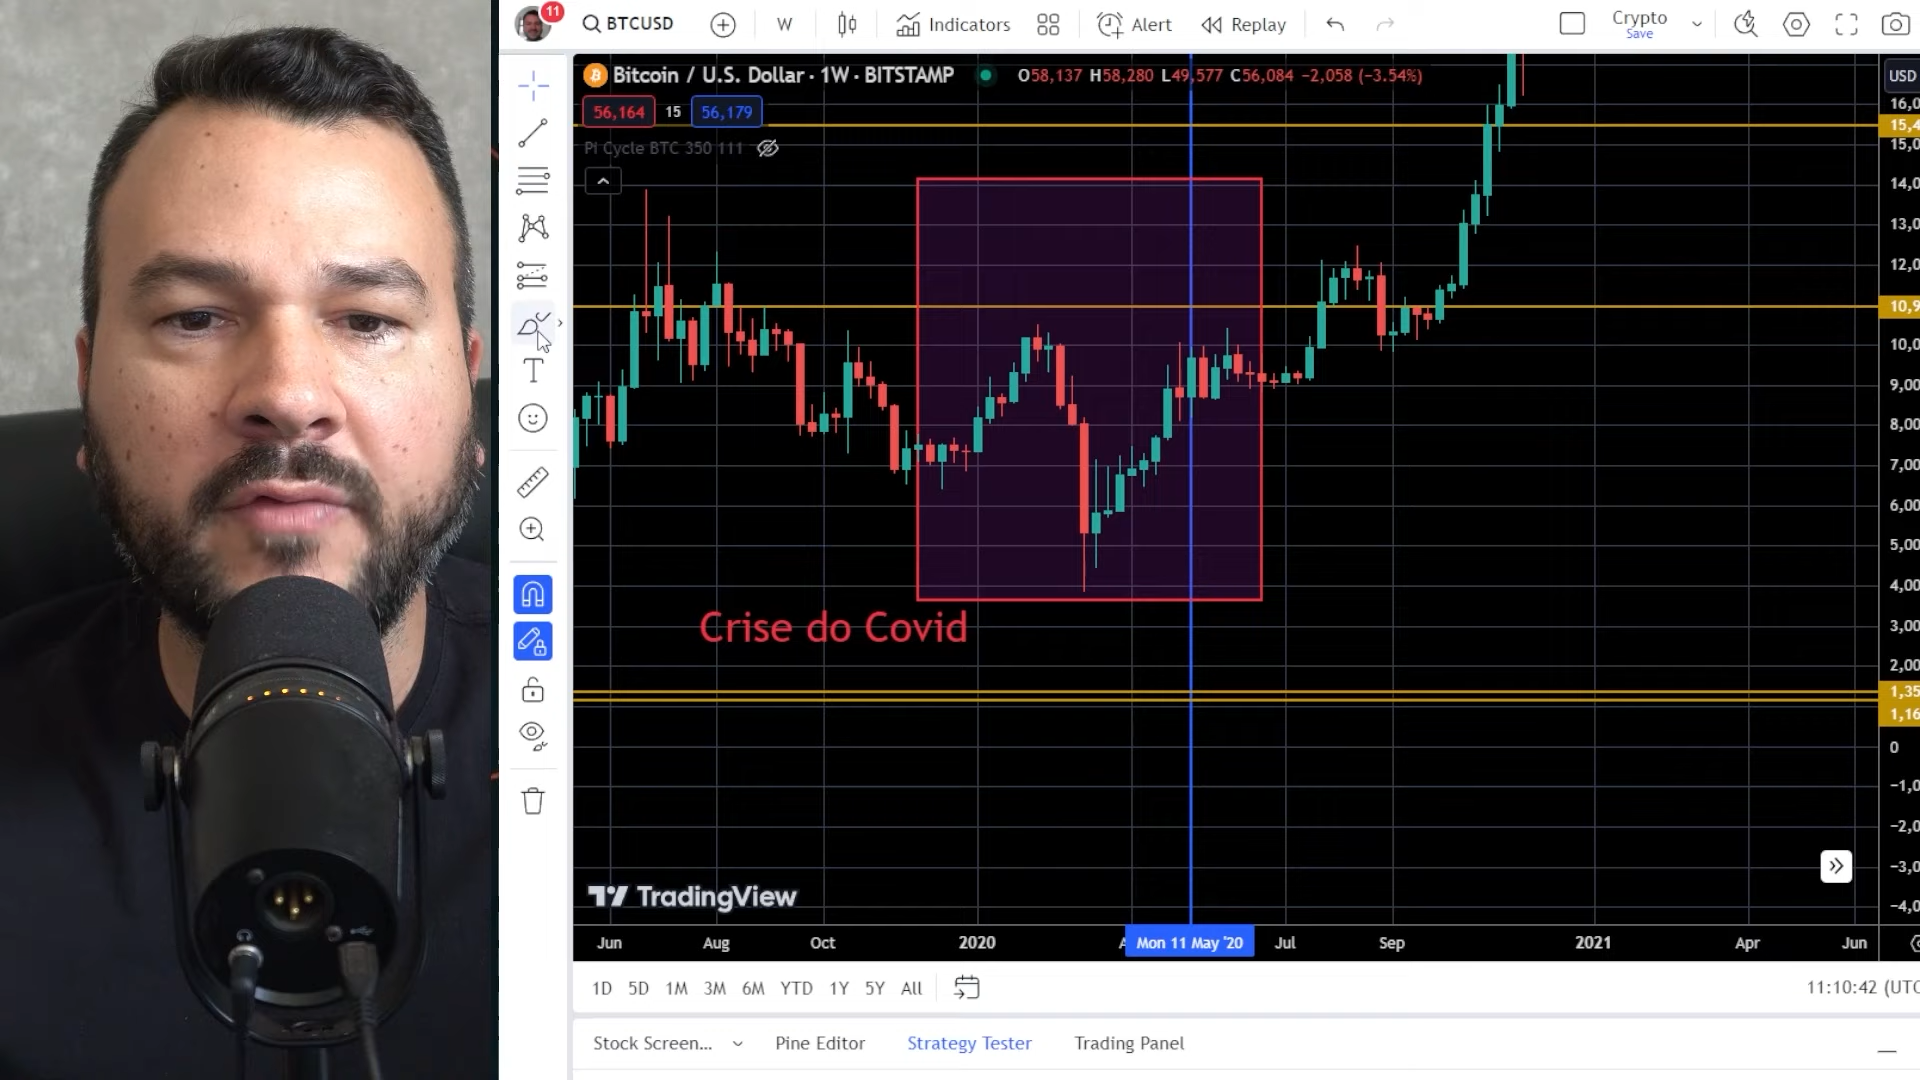 11
BTCUSD
W
Indicators
Alert
Replay
Crypto
Save
Bitcoin / U.S. Dollar · 1W · BITSTAMP
O58,137 H58,280 L49,577 C56,084 −2,058 (−3.54%)
USD
56,164
15
56,179
Pi Cycle BTC 350 111
16,0
15,4
15,0
14,0
13,0
12,0
10,9
10,0
9,00
8,00
7,00
6,00
5,00
4,00
3,00
2,00
1,35
1,16
0
−1,0
−2,0
−3,0
−4,0
Crise do Covid
TradingView
Jun
Aug
Oct
2020
A
Mon 11 May '20
Jul
Sep
2021
Apr
Jun
1D 5D 1M 3M 6M YTD 1Y 5Y All
11:10:42 (UTC
Stock Screen...
Pine Editor
Strategy Tester
Trading Panel